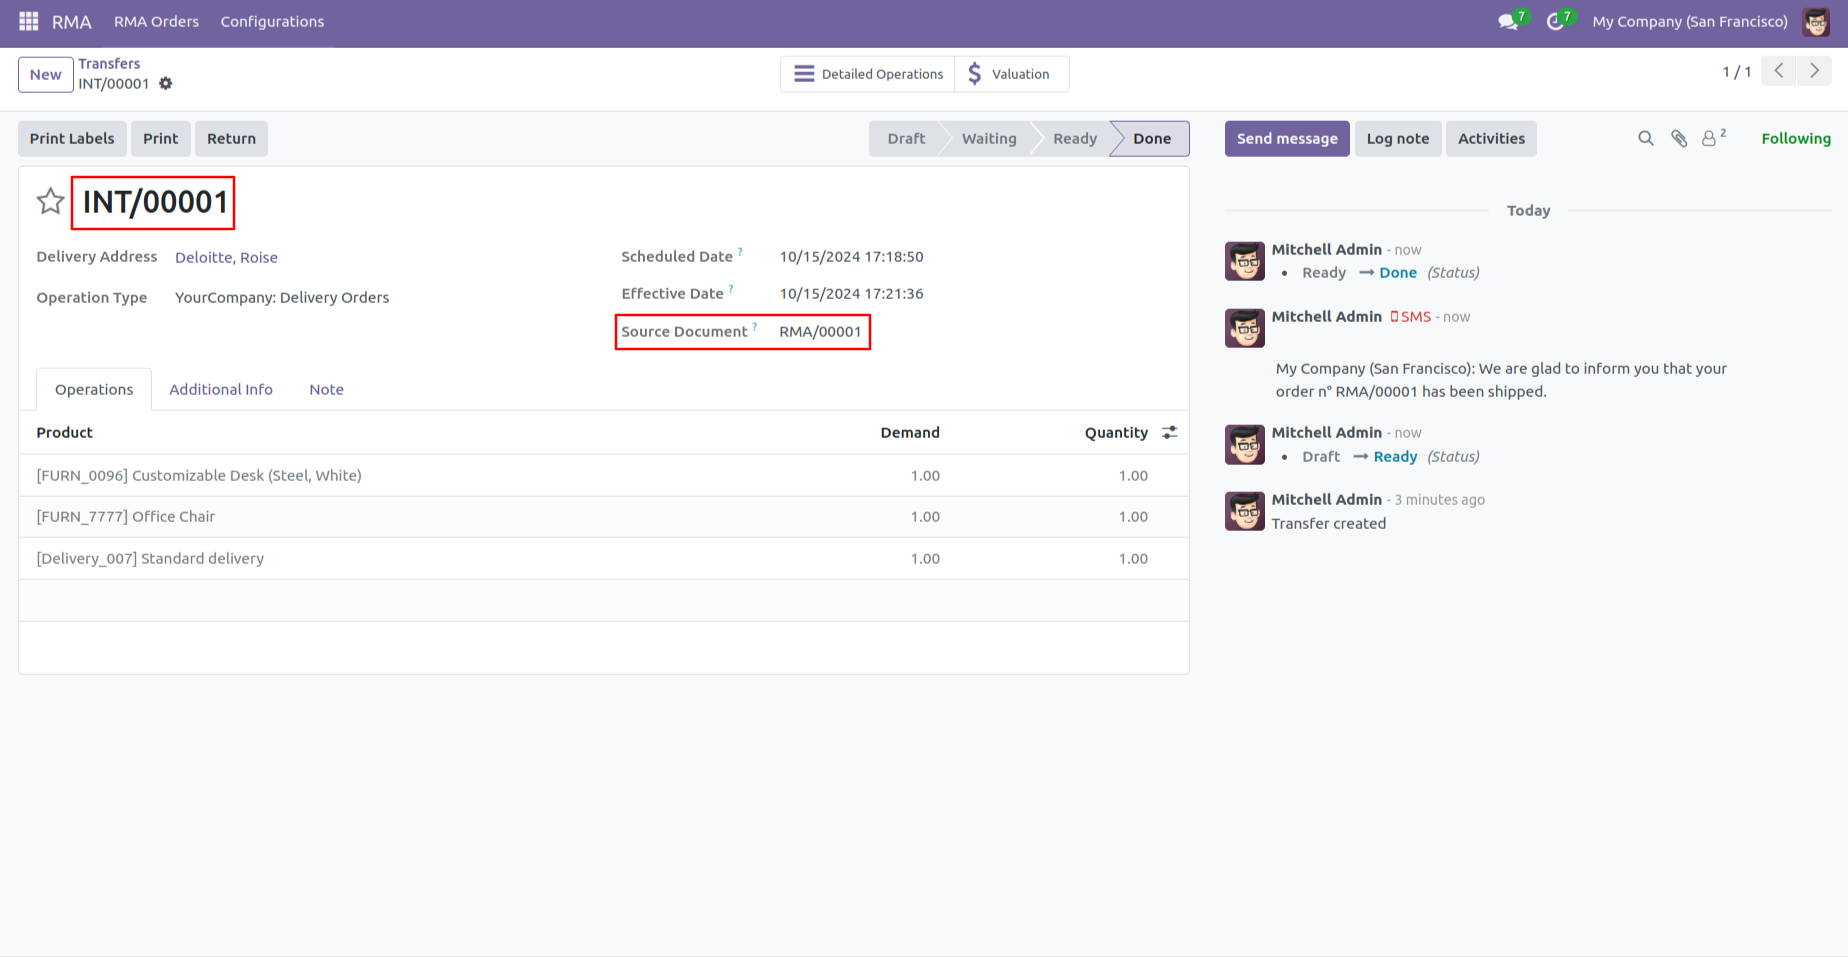 RMA RMA Orders Configurations 7 7 My Company (San Francisco)
New Transfers Detailed Operations Valuation 1 / 1
INT/00001
Print Labels Print Return Draft Waiting Ready Done Send message Log note Activities 2 Following
INT/00001
Delivery Address Deloitte, Roise
Operation Type YourCompany: Delivery Orders
Scheduled Date ? 10/15/2024 17:18:50
Effective Date ? 10/15/2024 17:21:36
Source Document ? RMA/00001
Operations Additional Info Note
Product Demand Quantity
[FURN_0096] Customizable Desk (Steel, White) 1.00 1.00
[FURN_7777] Office Chair 1.00 1.00
[Delivery_007] Standard delivery 1.00 1.00
Today
Mitchell Admin - now
• Ready → Done (Status)
Mitchell Admin SMS - now
My Company (San Francisco): We are glad to inform you that your
order n° RMA/00001 has been shipped.
Mitchell Admin - now
• Draft → Ready (Status)
Mitchell Admin - 3 minutes ago
Transfer created